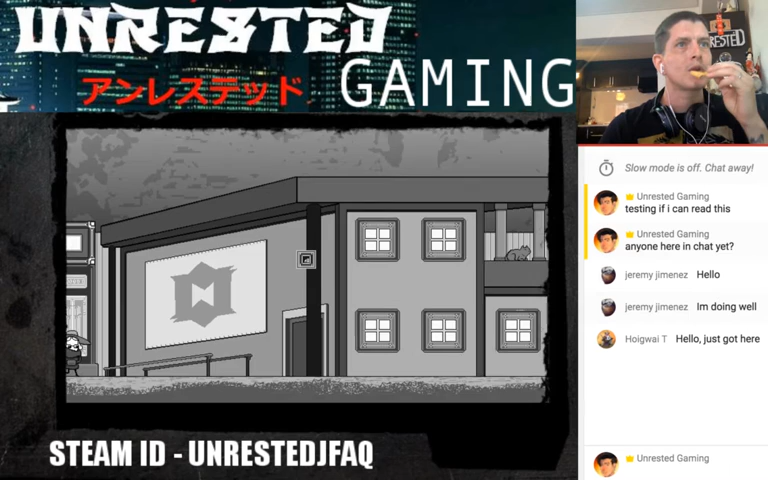 UNRESTED
アンレステッド
GAMING
RESTED
Slow mode is off. Chat away!
Unrested Gaming
testing if i can read this
Unrested Gaming
anyone here in chat yet?
jeremy jimenez Hello
jeremy jimenez Im doing well
Hoigwai T Hello, just got here
Unrested Gaming
STEAM ID - UNRESTEDJFAQ